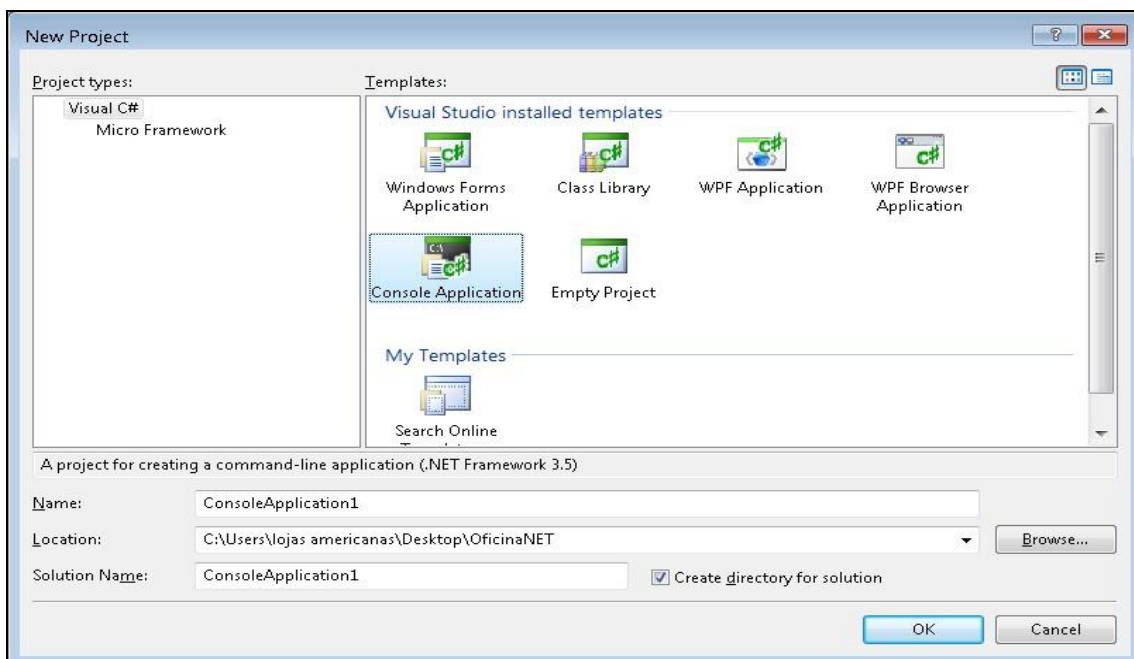 New Project
Project types:
Templates:
Visual C#
Micro Framework
Visual Studio installed templates
Windows Forms Application
Class Library
WPF Application
WPF Browser Application
Console Application
Empty Project
My Templates
Search Online
A project for creating a command-line application (.NET Framework 3.5)
Name:
ConsoleApplication1
Location:
C:\Users\lojas americanas\Desktop\OficinaNET
Browse...
Solution Name:
ConsoleApplication1
Create directory for solution
OK
Cancel